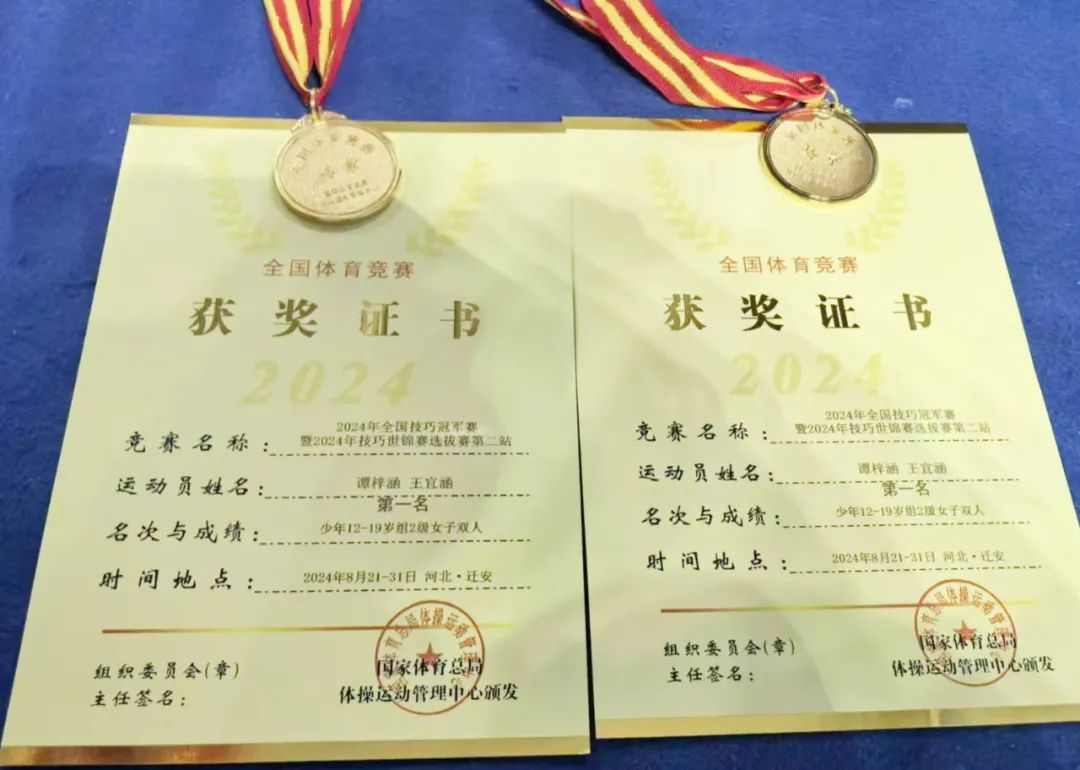 全国体育竞赛
获奖证书
2024
竞赛名称：
2024年全国技巧冠军赛
暨2024年技巧世锦赛选拔赛第二站
运动员姓名：
谭梓涵 王宜涵
第一名
名次与成绩：
少年12-19岁组2级女子双人
时间地点：
2024年8月21-31日 河北·迁安
组织委员会(章)
主任签名：
国家体育总局
体操运动管理中心颁发
全国体育竞赛
获奖证书
2024
竞赛名称：
2024年全国技巧冠军赛
暨2024年技巧世锦赛选拔赛第二站
运动员姓名：
谭梓涵 王宜涵
第一名
名次与成绩：
少年12-19岁组2级女子双人
时间地点：
2024年8月21-31日 河北·迁安
组织委员会(章)
主任签名：
国家体育总局
体操运动管理中心颁发